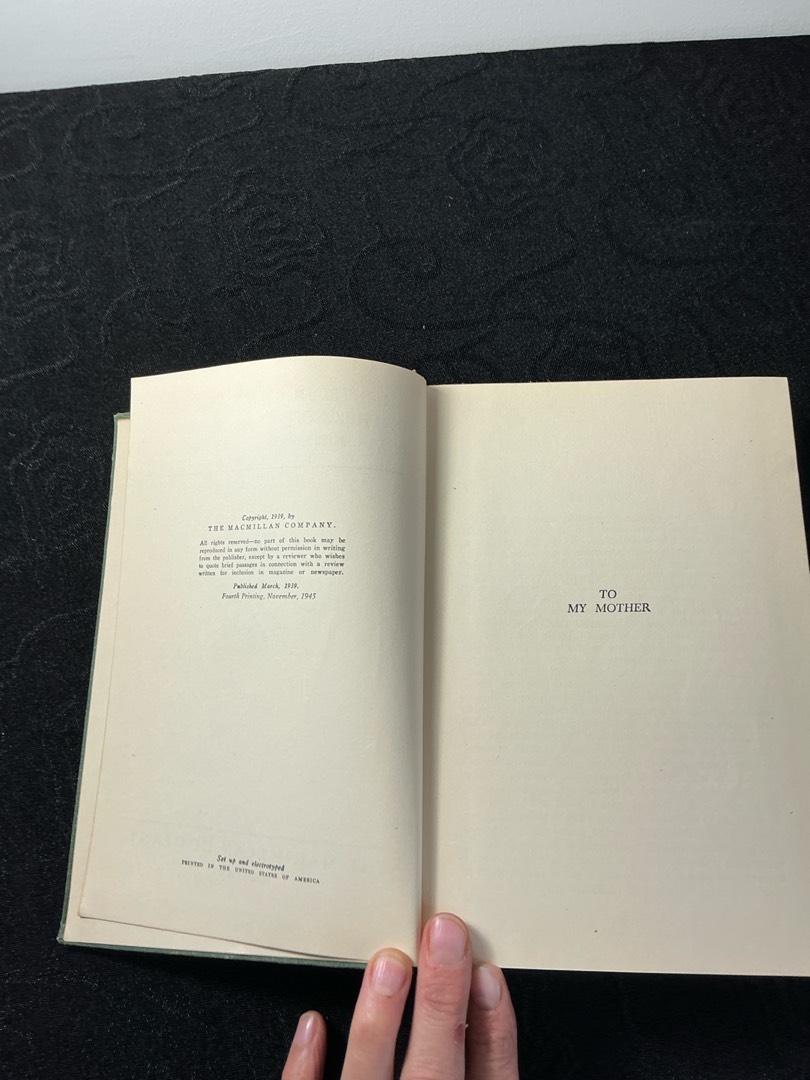 Copyright, 1939, by
THE MACMILLAN COMPANY.
All rights reserved—no part of this book may be
reproduced in any form without permission in writing
from the publisher, except by a reviewer who wishes
to quote brief passages in connection with a review
written for inclusion in magazine or newspaper.
Published March, 1939.
Fourth Printing, November, 1945
Set up and electrotyped
PRINTED IN THE UNITED STATES OF AMERICA
TO
MY MOTHER